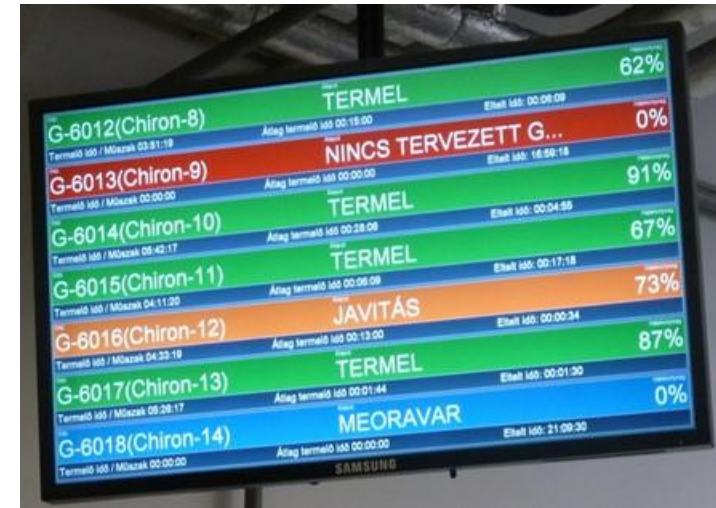 G-6012(Chiron-8) TERMEL 62%
Termelő idő / Műszak 03:51:19 Átlag termelő idő 00:15:00 Eltelt idő: 00:06:09
G-6013(Chiron-9) NINCS TERVEZETT G... 0%
Termelő idő / Műszak 00:00:00 Átlag termelő idő 00:00:00 Eltelt idő: 16:59:18
G-6014(Chiron-10) TERMEL 91%
Termelő idő / Műszak 05:42:17 Átlag termelő idő 00:28:06 Eltelt idő: 00:04:55
G-6015(Chiron-11) TERMEL 67%
Termelő idő / Műszak 04:11:20 Átlag termelő idő 00:06:09 Eltelt idő: 00:17:18
G-6016(Chiron-12) JAVITÁS 73%
Termelő idő / Műszak 04:33:19 Átlag termelő idő 00:13:00 Eltelt idő: 00:00:34
G-6017(Chiron-13) TERMEL 87%
Termelő idő / Műszak 05:26:17 Átlag termelő idő 00:01:44 Eltelt idő: 00:01:30
G-6018(Chiron-14) MEORAVAR 0%
Termelő idő / Műszak 00:00:00 Átlag termelő idő 00:00:00 Eltelt idő: 21:09:30
SAMSUNG